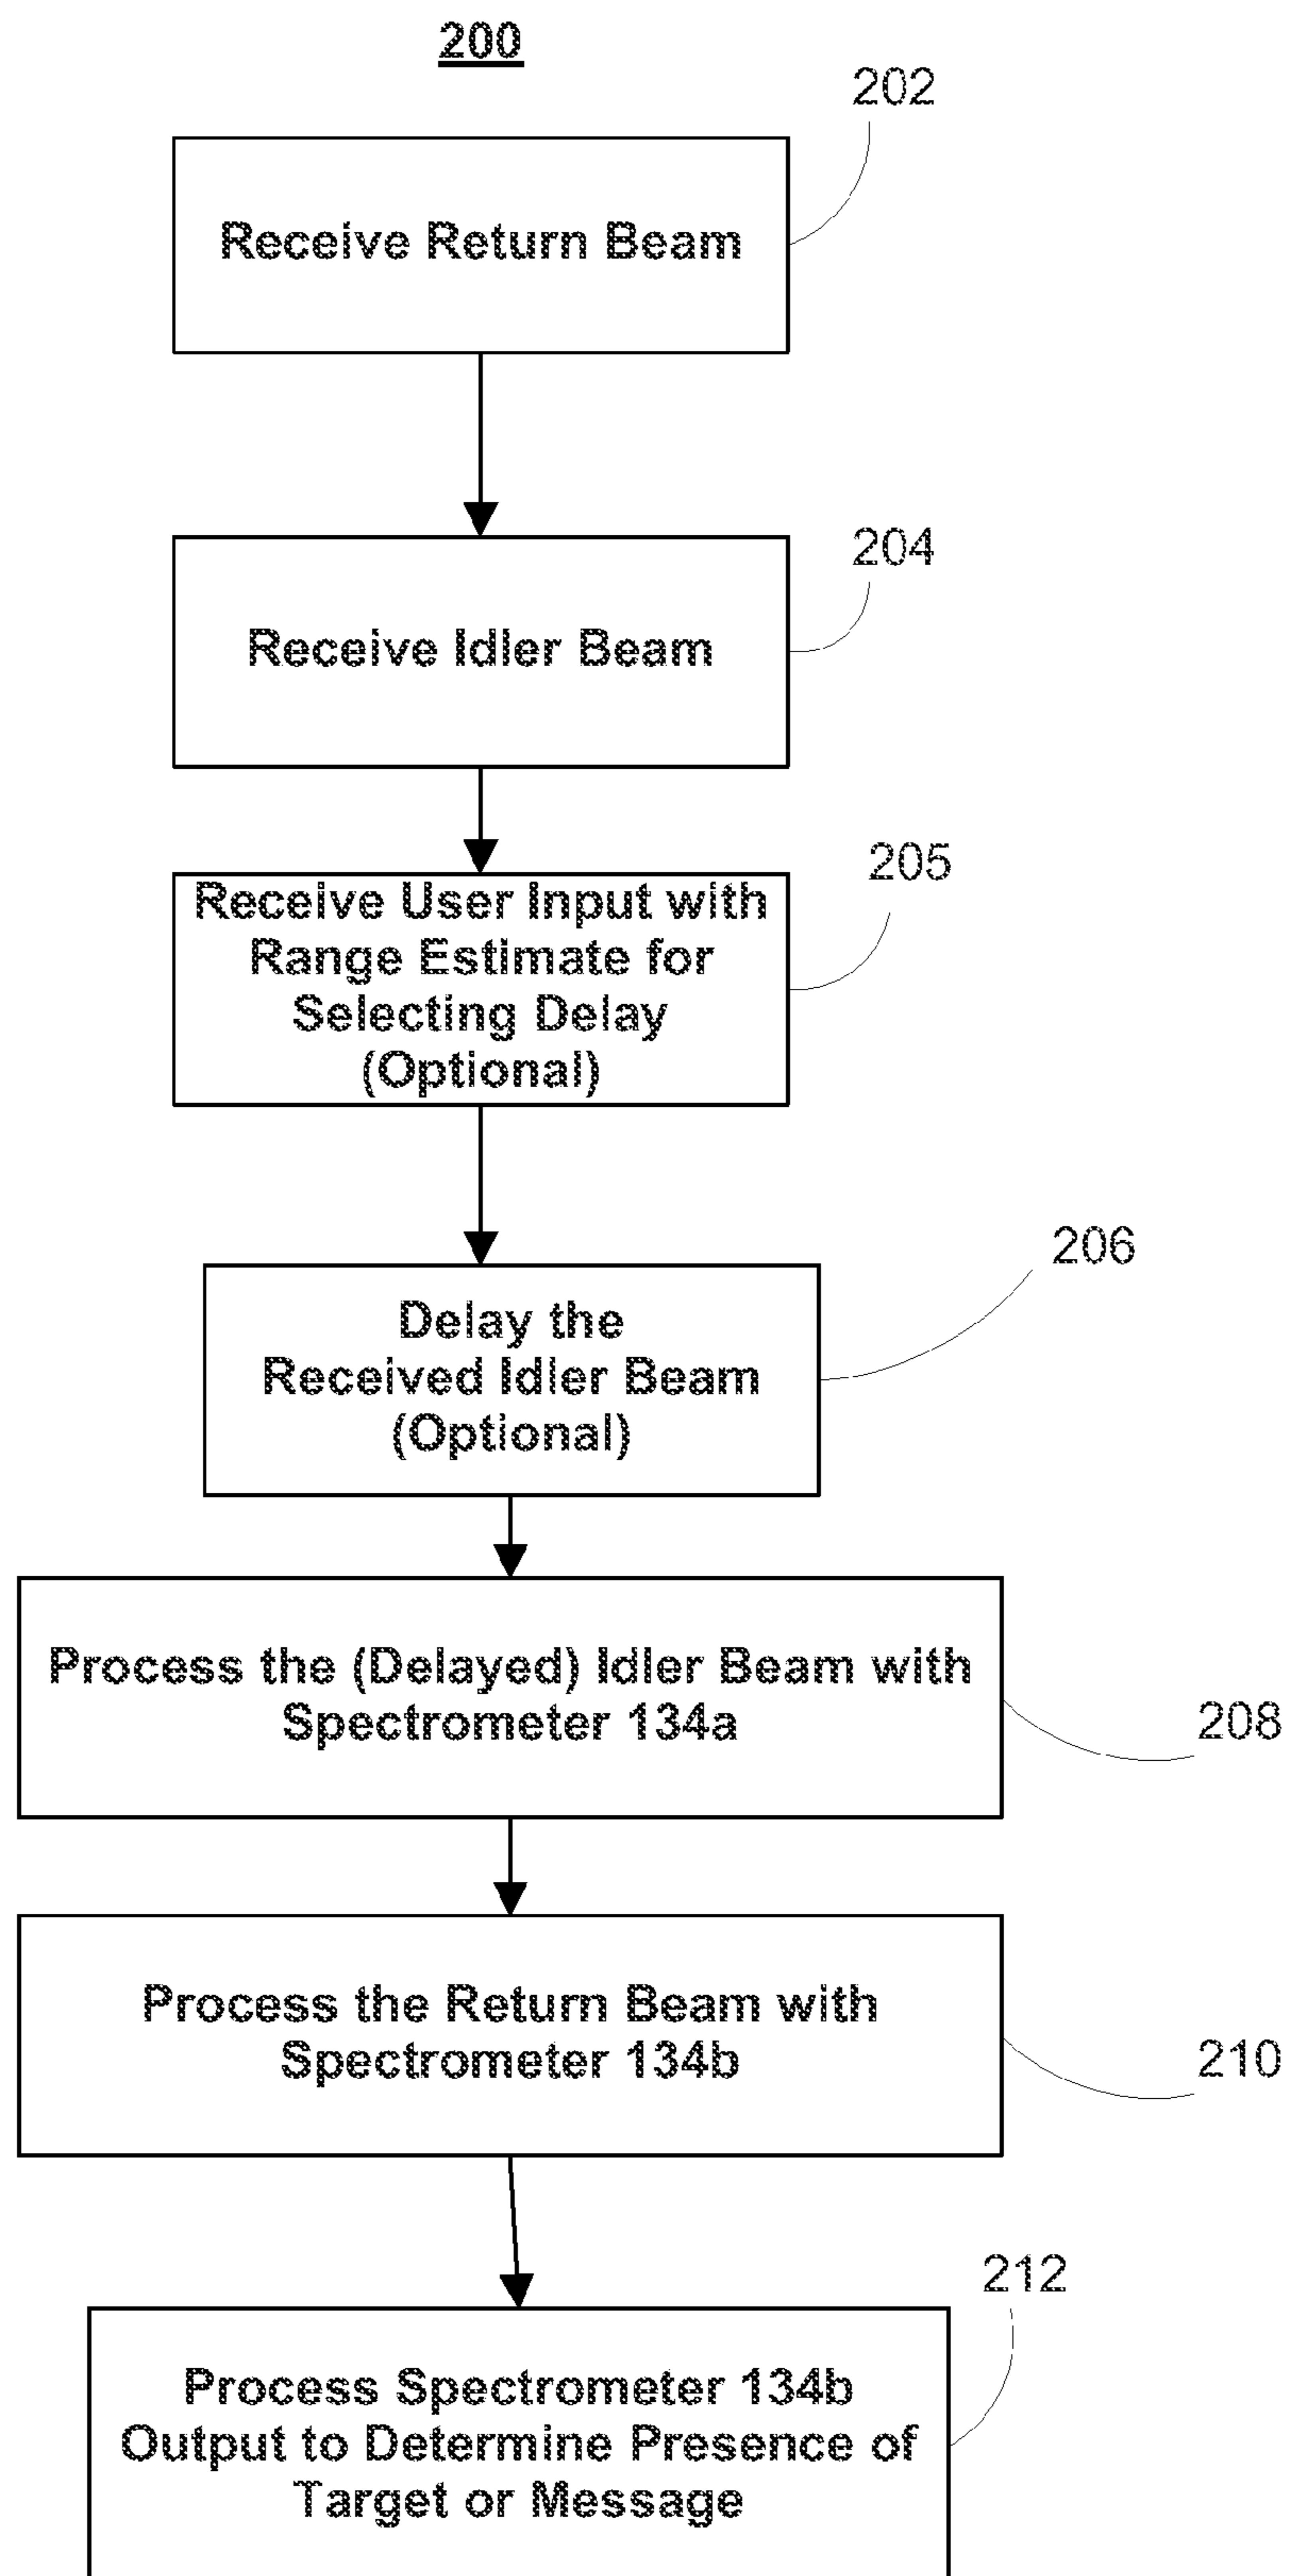 200
202
Receive Return Beam
204
Receive Idler Beam
205
Receive User Input with
Range Estimate for
Selecting Delay
(Optional)
206
Delay the
Received Idler Beam
(Optional)
Process the (Delayed) Idler Beam with
Spectrometer 134a
208
Process the Return Beam with
Spectrometer 134b
210
212
Process Spectrometer 134b
Output to Determine Presence of
Target or Message